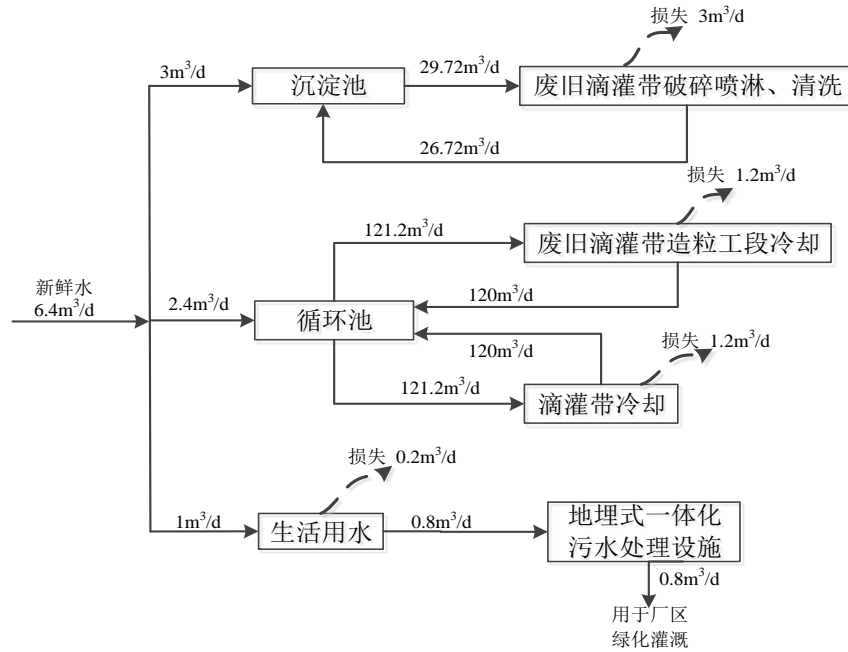 损失 3m³/d
3m³/d
沉淀池
29.72m³/d
废旧滴灌带破碎喷淋、清洗
26.72m³/d
损失 1.2m³/d
121.2m³/d
废旧滴灌带造粒工段冷却
新鲜水
6.4m³/d
2.4m³/d
循环池
120m³/d
120m³/d
损失 1.2m³/d
121.2m³/d
滴灌带冷却
损失 0.2m³/d
1m³/d
生活用水
0.8m³/d
地埋式一体化
污水处理设施
0.8m³/d
用于厂区
绿化灌溉